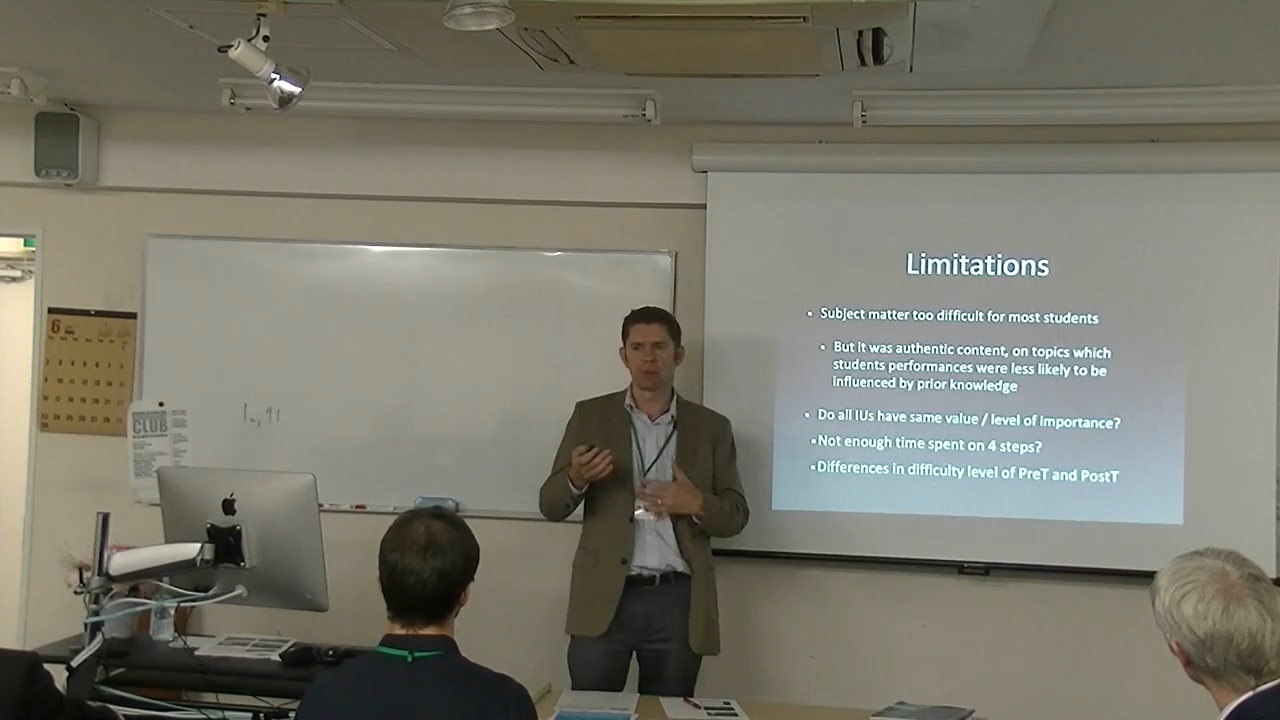 Limitations
• Subject matter too difficult for most students
• But it was authentic content, on topics which
students performances were less likely to be
influenced by prior knowledge
• Do all IUs have same value / level of importance?
•Not enough time spent on 4 steps?
•Differences in difficulty level of PreT and PostT
6
CLUB